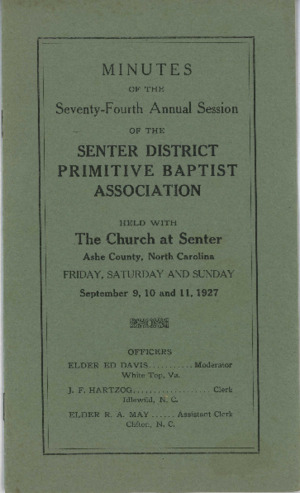 MINUTES
OF THE
Seventy-Fourth Annual Session
OF THE
SENTER DISTRICT
PRIMITIVE BAPTIST
ASSOCIATION
HELD WITH
The Church at Senter
Ashe County, North Carolina
FRIDAY, SATURDAY AND SUNDAY
September 9, 10 and 11, 1927
OFFICERS
ELDER ED DAVIS...........Moderator
White Top, Va.
J. F. HARTZOG....................Clerk
Idlewild, N. C.
ELDER R. A. MAY......Assistant Clerk
Clifton, N. C.